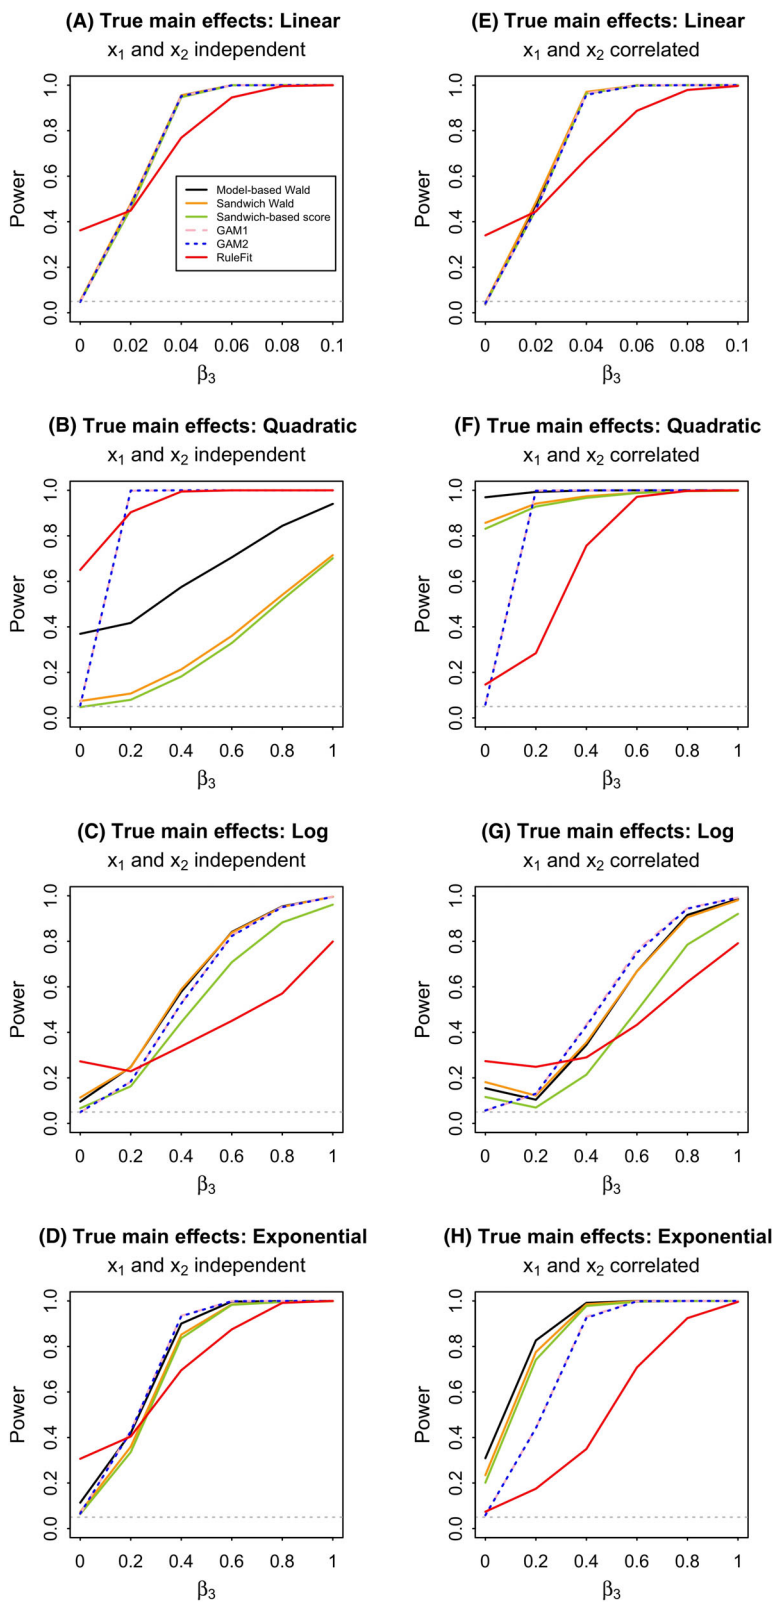 (A) True main effects: Linear
x₁ and x₂ independent
Power
1.0
0.8
0.6
0.4
0.2
0.0
Model-based Wald
Sandwich Wald
Sandwich-based score
GAM1
GAM2
RuleFit
0 0.02 0.04 0.06 0.08 0.1
β₃
(E) True main effects: Linear
x₁ and x₂ correlated
Power
1.0
0.8
0.6
0.4
0.2
0.0
0 0.02 0.04 0.06 0.08 0.1
β₃
(B) True main effects: Quadratic
x₁ and x₂ independent
Power
1.0
0.8
0.6
0.4
0.2
0.0
0 0.2 0.4 0.6 0.8 1
β₃
(F) True main effects: Quadratic
x₁ and x₂ correlated
Power
1.0
0.8
0.6
0.4
0.2
0.0
0 0.2 0.4 0.6 0.8 1
β₃
(C) True main effects: Log
x₁ and x₂ independent
Power
1.0
0.8
0.6
0.4
0.2
0.0
0 0.2 0.4 0.6 0.8 1
β₃
(G) True main effects: Log
x₁ and x₂ correlated
Power
1.0
0.8
0.6
0.4
0.2
0.0
0 0.2 0.4 0.6 0.8 1
β₃
(D) True main effects: Exponential
x₁ and x₂ independent
Power
1.0
0.8
0.6
0.4
0.2
0.0
0 0.2 0.4 0.6 0.8 1
β₃
(H) True main effects: Exponential
x₁ and x₂ correlated
Power
1.0
0.8
0.6
0.4
0.2
0.0
0 0.2 0.4 0.6 0.8 1
β₃